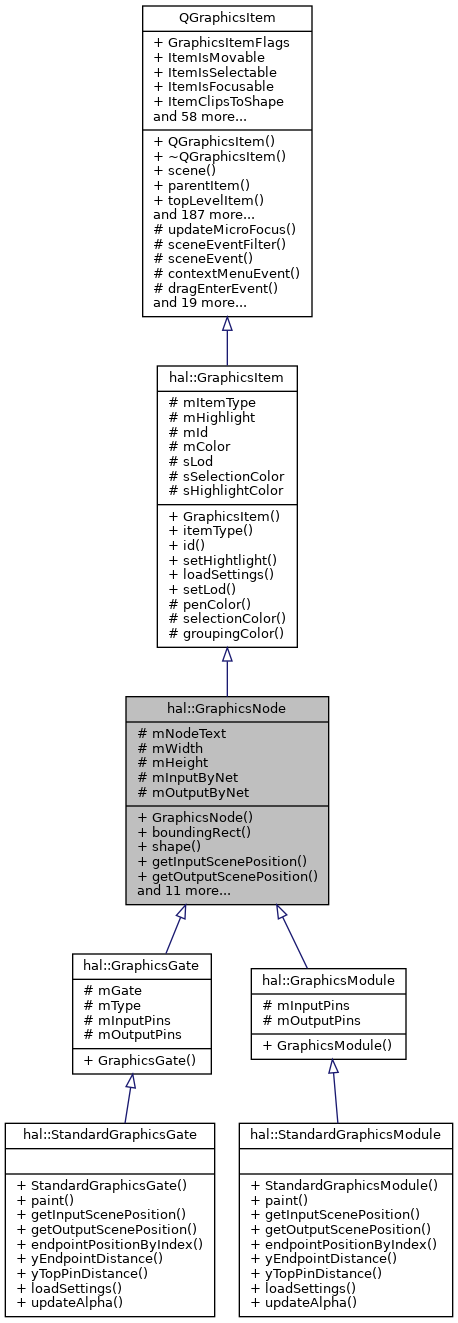 QGraphicsItem
+ GraphicsItemFlags
+ ItemIsMovable
+ ItemIsSelectable
+ ItemIsFocusable
+ ItemClipsToShape
and 58 more...
+ QGraphicsItem()
+ ~QGraphicsItem()
+ scene()
+ parentItem()
+ topLevelItem()
and 187 more...
# updateMicroFocus()
# sceneEventFilter()
# sceneEvent()
# contextMenuEvent()
# dragEnterEvent()
and 19 more...
hal::GraphicsItem
# mItemType
# mHighlight
# mId
# mColor
# sLod
# sSelectionColor
# sHighlightColor
+ GraphicsItem()
+ itemType()
+ id()
+ setHightlight()
+ loadSettings()
+ setLod()
# penColor()
# selectionColor()
# groupingColor()
hal::GraphicsNode
# mNodeText
# mWidth
# mHeight
# mInputByNet
# mOutputByNet
+ GraphicsNode()
+ boundingRect()
+ shape()
+ getInputScenePosition()
+ getOutputScenePosition()
and 11 more...
hal::GraphicsGate
# mGate
# mType
# mInputPins
# mOutputPins
+ GraphicsGate()
hal::GraphicsModule
# mInputPins
# mOutputPins
+ GraphicsModule()
hal::StandardGraphicsGate
+ StandardGraphicsGate()
+ paint()
+ getInputScenePosition()
+ getOutputScenePosition()
+ endpointPositionByIndex()
+ yEndpointDistance()
+ yTopPinDistance()
+ loadSettings()
+ updateAlpha()
hal::StandardGraphicsModule
+ StandardGraphicsModule()
+ paint()
+ getInputScenePosition()
+ getOutputScenePosition()
+ endpointPositionByIndex()
+ yEndpointDistance()
+ yTopPinDistance()
+ loadSettings()
+ updateAlpha()